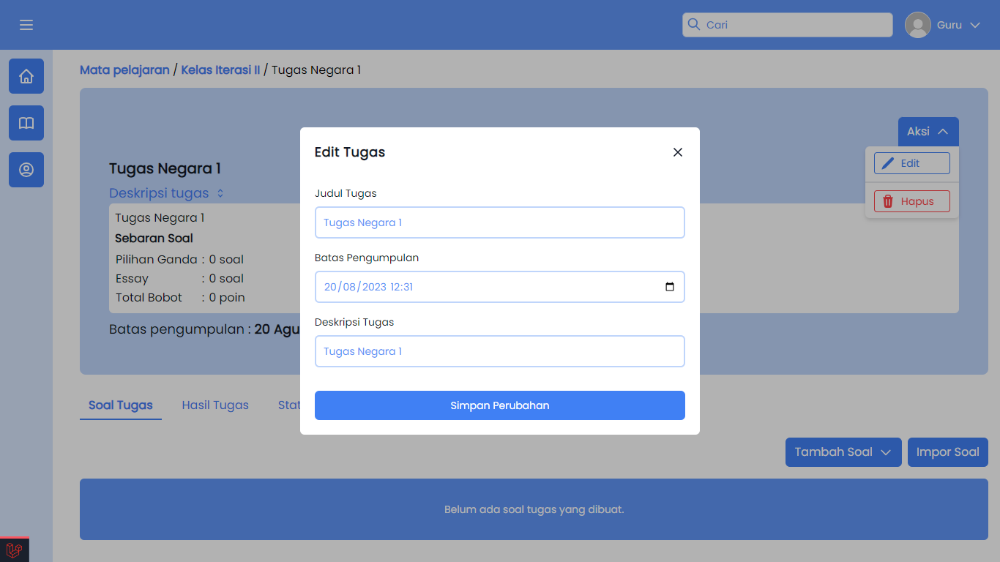 Cari
Guru
Mata pelajaran / Kelas Iterasi II / Tugas Negara 1
Aksi
Edit
Hapus
Tugas Negara 1
Deskripsi tugas
Tugas Negara 1
Sebaran Soal
Pilihan Ganda : 0 soal
Essay : 0 soal
Total Bobot : 0 poin
Batas pengumpulan : 20 Agu
Edit Tugas
Judul Tugas
Tugas Negara 1
Batas Pengumpulan
20/08/2023 12:31
Deskripsi Tugas
Tugas Negara 1
Simpan Perubahan
Soal Tugas
Hasil Tugas
Stat
Tambah Soal
Impor Soal
Belum ada soal tugas yang dibuat.